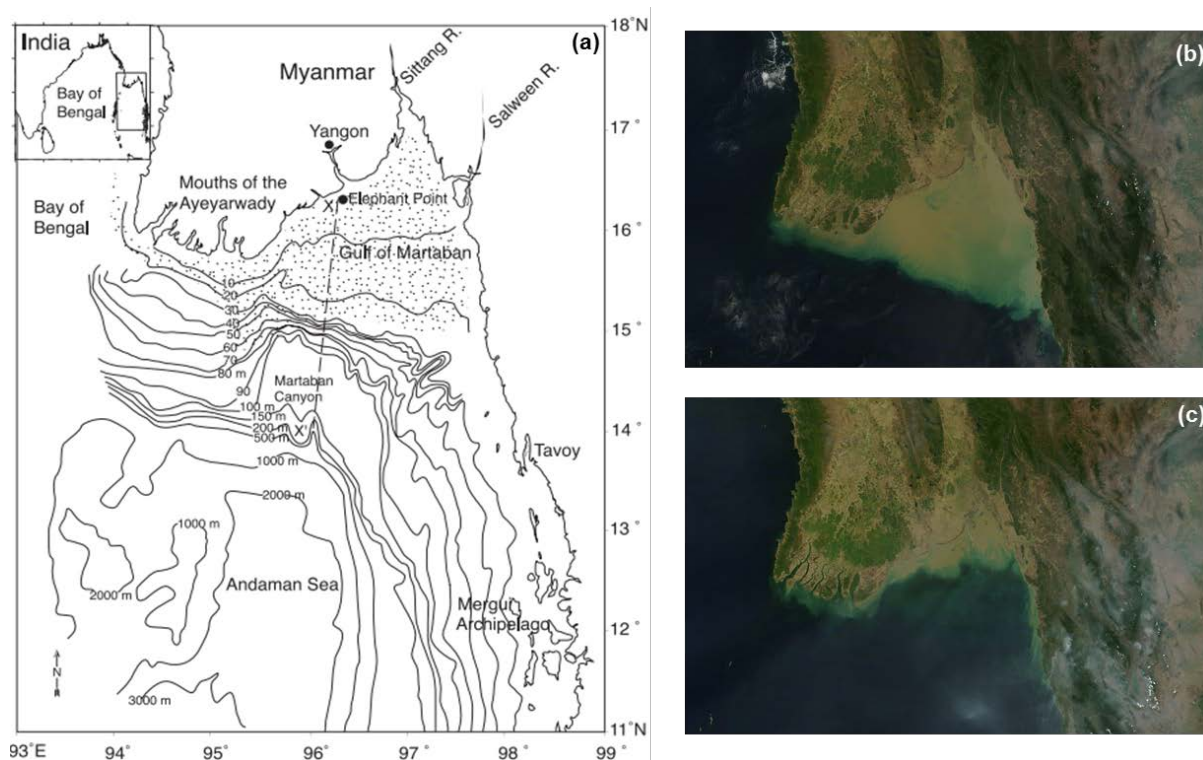 (a)
India
Bay of
Bengal
Myanmar
Sittang R.
Salween R.
Yangon
Mouths of the
Ayeyarwady
X
Elephant Point
Bay of
Bengal
Gulf of Martaban
10
20
30
40
50
60
70
80 m
90
100 m
150 m
200 m
500 m
Martaban
Canyon
X'
1000 m
2000 m
1000 m
2000 m
3000 m
Andaman Sea
Tavoy
Mergui
Archipelago
N
18°N
17°
16°
15°
14°
13°
12°
11°N
93°E
94°
95°
96°
97°
98°
99°
(b)
(c)